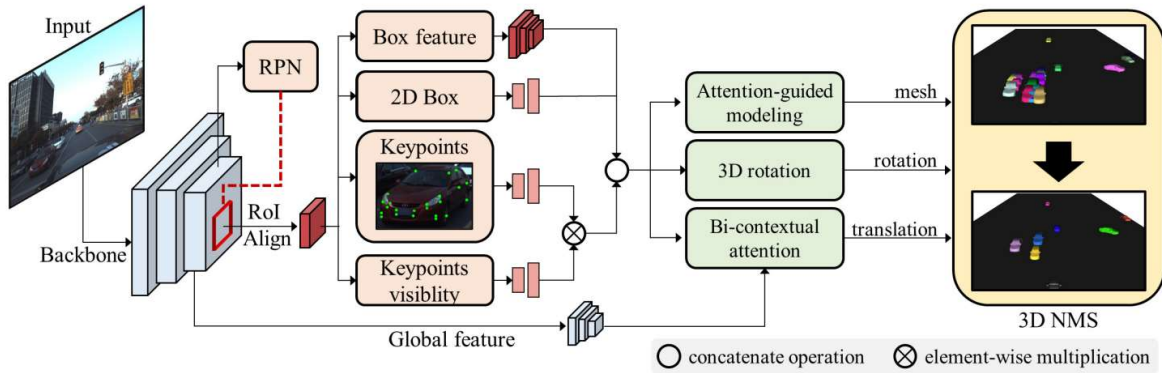 Input
Backbone
RPN
RoI
Align
Box feature
2D Box
Keypoints
Keypoints
visiblity
Global feature
Attention-guided
modeling
3D rotation
Bi-contextual
attention
mesh
rotation
translation
3D NMS
concatenate operation
element-wise multiplication